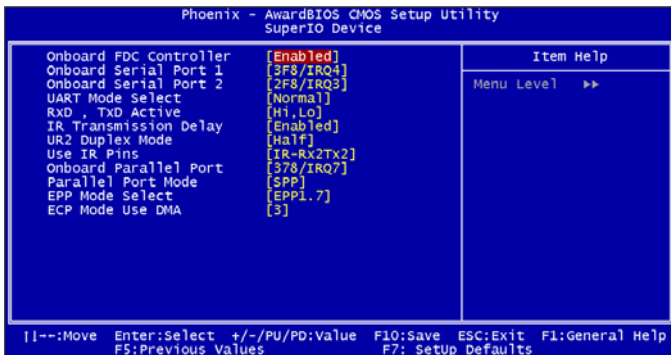 Phoenix - AwardBIOS CMOS Setup Utility
SuperIO Device
Onboard FDC Controller [Enabled]
Onboard Serial Port 1 [3F8/IRQ4]
Onboard Serial Port 2 [2F8/IRQ3]
UART Mode Select [Normal]
RxD , TxD Active [Hi,Lo]
IR Transmission Delay [Enabled]
UR2 Duplex Mode [Half]
Use IR Pins [IR-Rx2Tx2]
Onboard Parallel Port [378/IRQ7]
Parallel Port Mode [SPP]
EPP Mode Select [EPP1.7]
ECP Mode Use DMA [3]
Item Help
Menu Level ▸▸
↑↓→←:Move Enter:Select +/-/PU/PD:Value F10:Save ESC:Exit F1:General Help
F5:Previous Values F7: SetUp Defaults